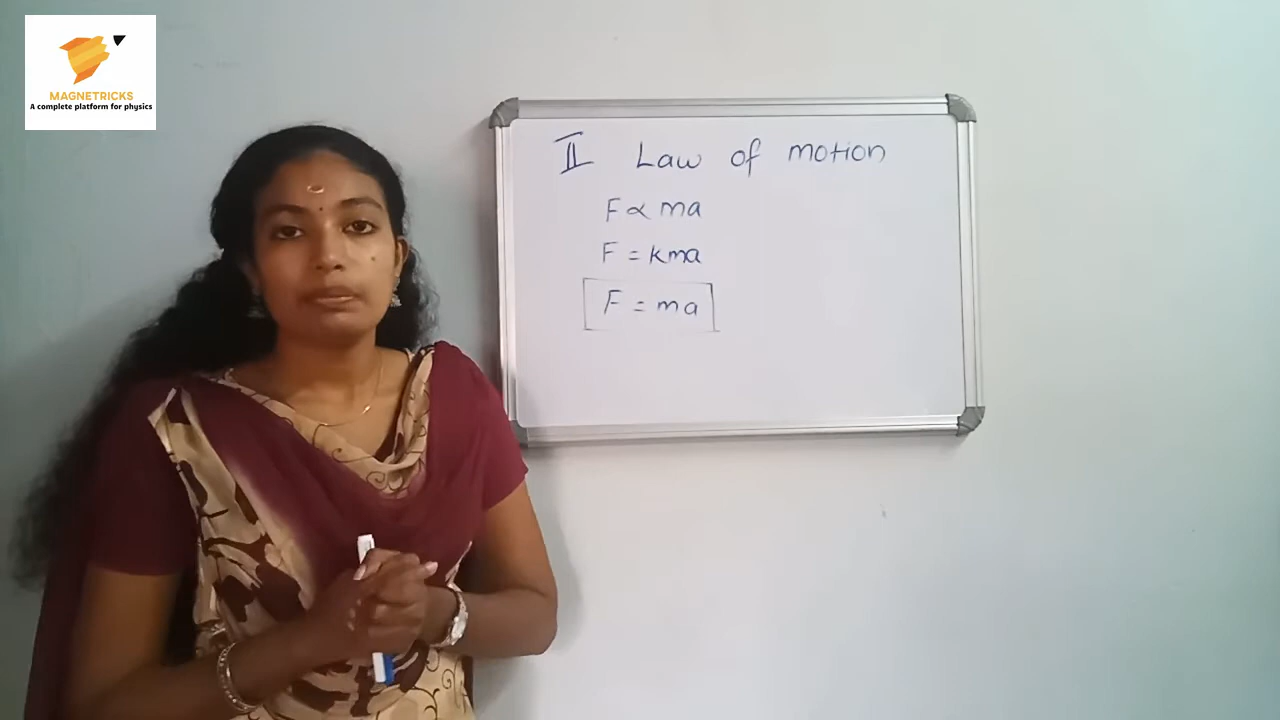 MAGNETRICKS
A complete platform for physics
II Law of motion
F ∝ ma
F = kma
F = ma